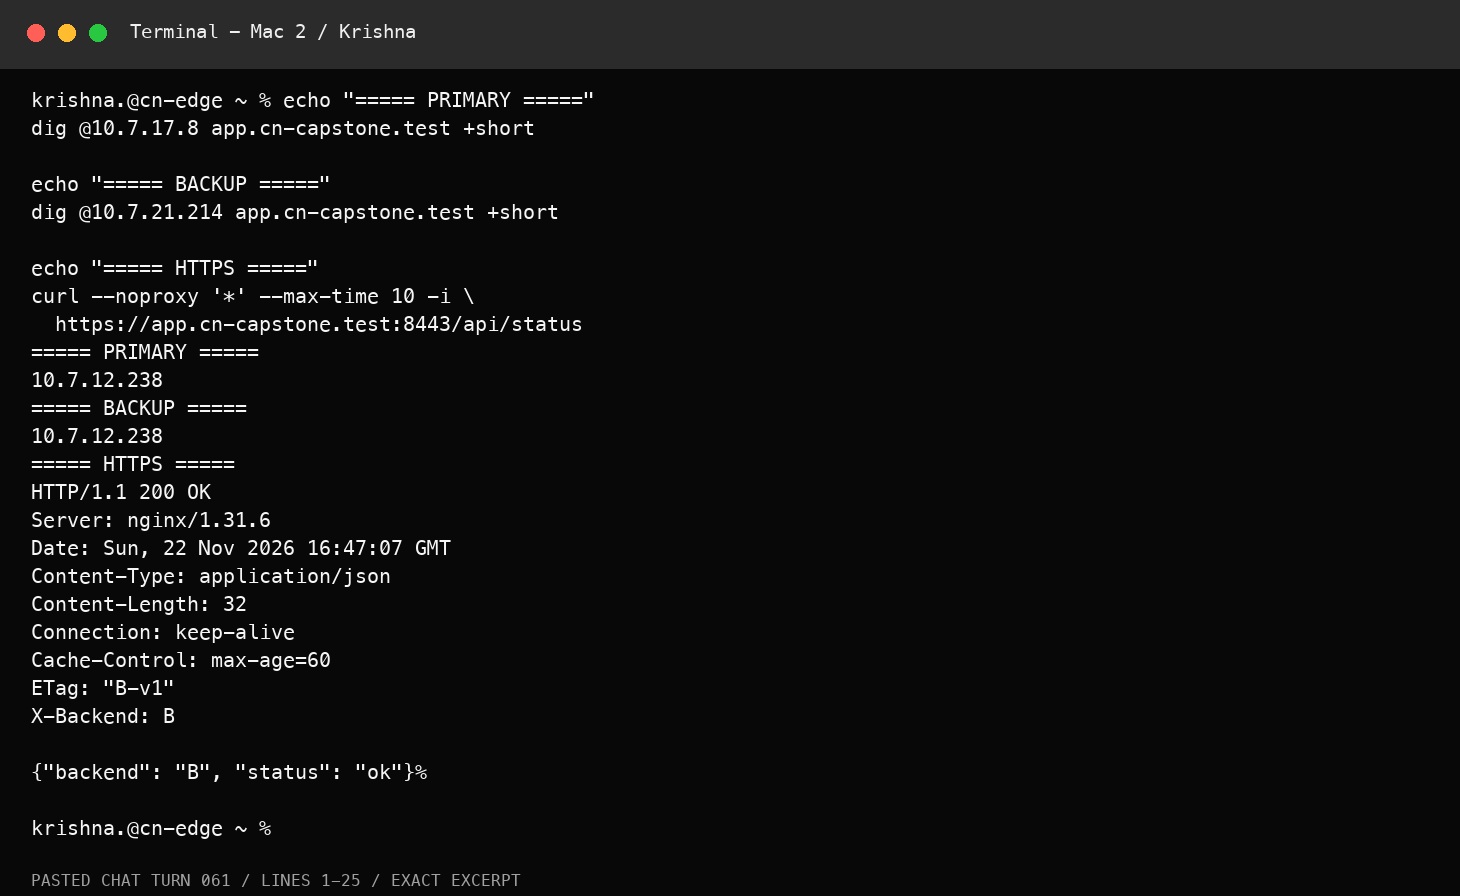 Terminal — Mac 2 / Krishna
krishna.@cn-edge ~ % echo "===== PRIMARY ====="
dig @10.7.17.8 app.cn-capstone.test +short
echo "===== BACKUP ====="
dig @10.7.21.214 app.cn-capstone.test +short
echo "===== HTTPS ====="
curl --noproxy '*' --max-time 10 -i \
  https://app.cn-capstone.test:8443/api/status
===== PRIMARY =====
10.7.12.238
===== BACKUP =====
10.7.12.238
===== HTTPS =====
HTTP/1.1 200 OK
Server: nginx/1.31.6
Date: Sun, 22 Nov 2026 16:47:07 GMT
Content-Type: application/json
Content-Length: 32
Connection: keep-alive
Cache-Control: max-age=60
ETag: "B-v1"
X-Backend: B
{"backend": "B", "status": "ok"}%
krishna.@cn-edge ~ %
PASTED CHAT TURN 061 / LINES 1–25 / EXACT EXCERPT